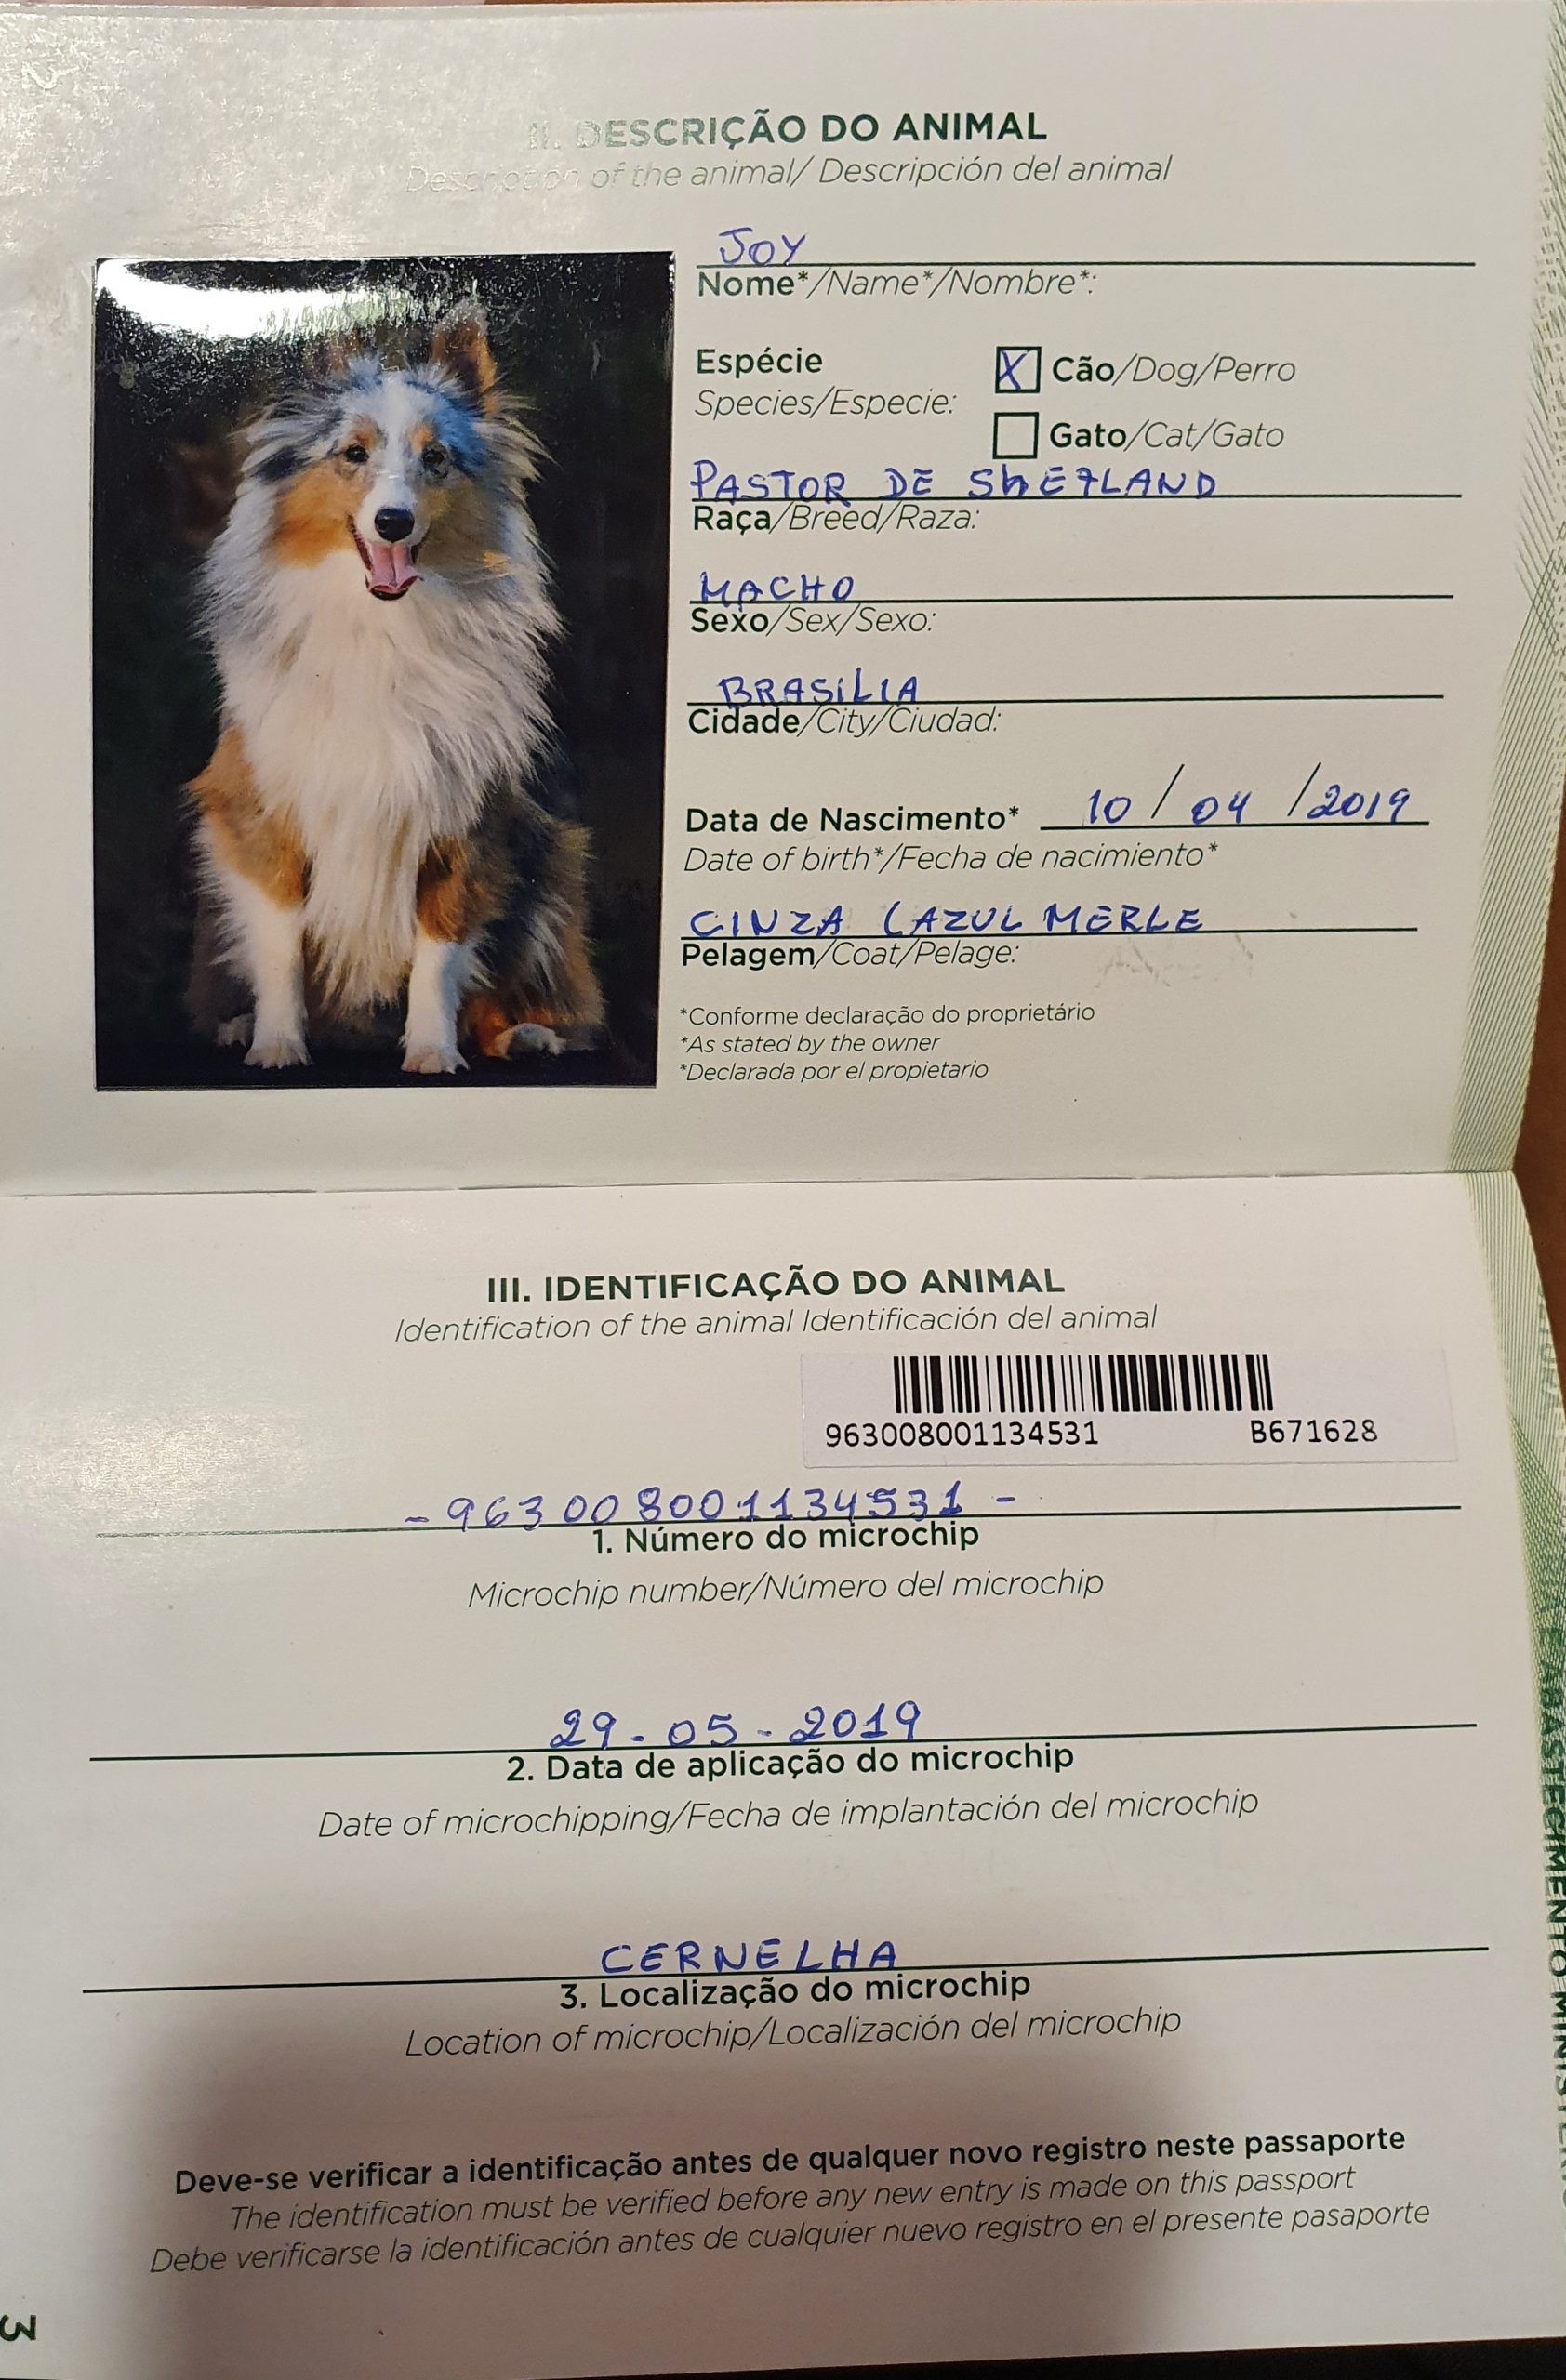 II. DESCRIÇÃO DO ANIMAL
Description of the animal/ Descripción del animal
JOY
Nome*/Name*/Nombre*:
Espécie
Species/Especie:
X Cão/Dog/Perro
Gato/Cat/Gato
PASTOR DE SHETLAND
Raça/Breed/Raza:
MACHO
Sexo/Sex/Sexo:
BRASÍLIA
Cidade/City/Ciudad:
Data de Nascimento* 10 / 04 / 2019
Date of birth*/Fecha de nacimiento*
CINZA (AZUL MERLE
Pelagem/Coat/Pelage:
*Conforme declaração do proprietário
*As stated by the owner
*Declarada por el propietario
III. IDENTIFICAÇÃO DO ANIMAL
Identification of the animal Identificación del animal
963008001134531 B671628
- 963008001134531 -
1. Número do microchip
Microchip number/Número del microchip
29-05-2019
2. Data de aplicação do microchip
Date of microchipping/Fecha de implantación del microchip
CERNELHA
3. Localização do microchip
Location of microchip/Localización del microchip
Deve-se verificar a identificação antes de qualquer novo registro neste passaporte
The identification must be verified before any new entry is made on this passport
Debe verificarse la identificación antes de cualquier nuevo registro en el presente pasaporte
3